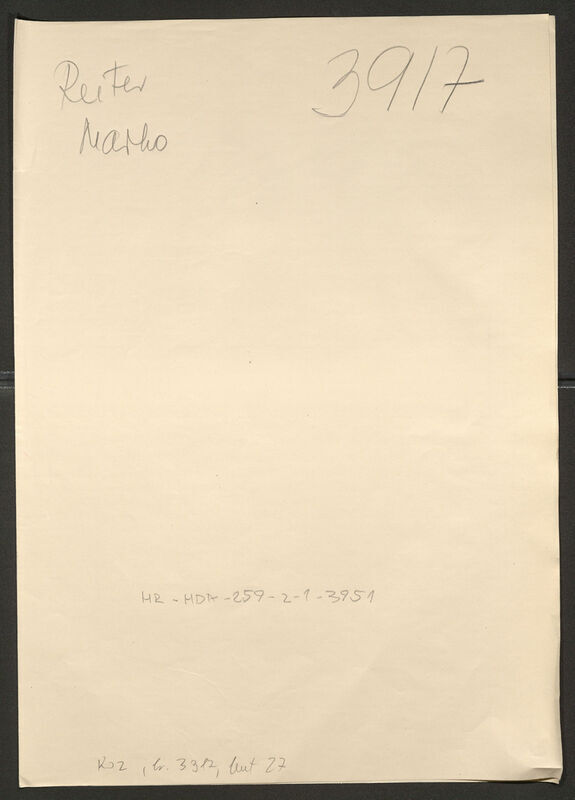 Reiter
Marko
3917
HR-HDA-259-2-1-3951
Koz, br. 3312, kut 27